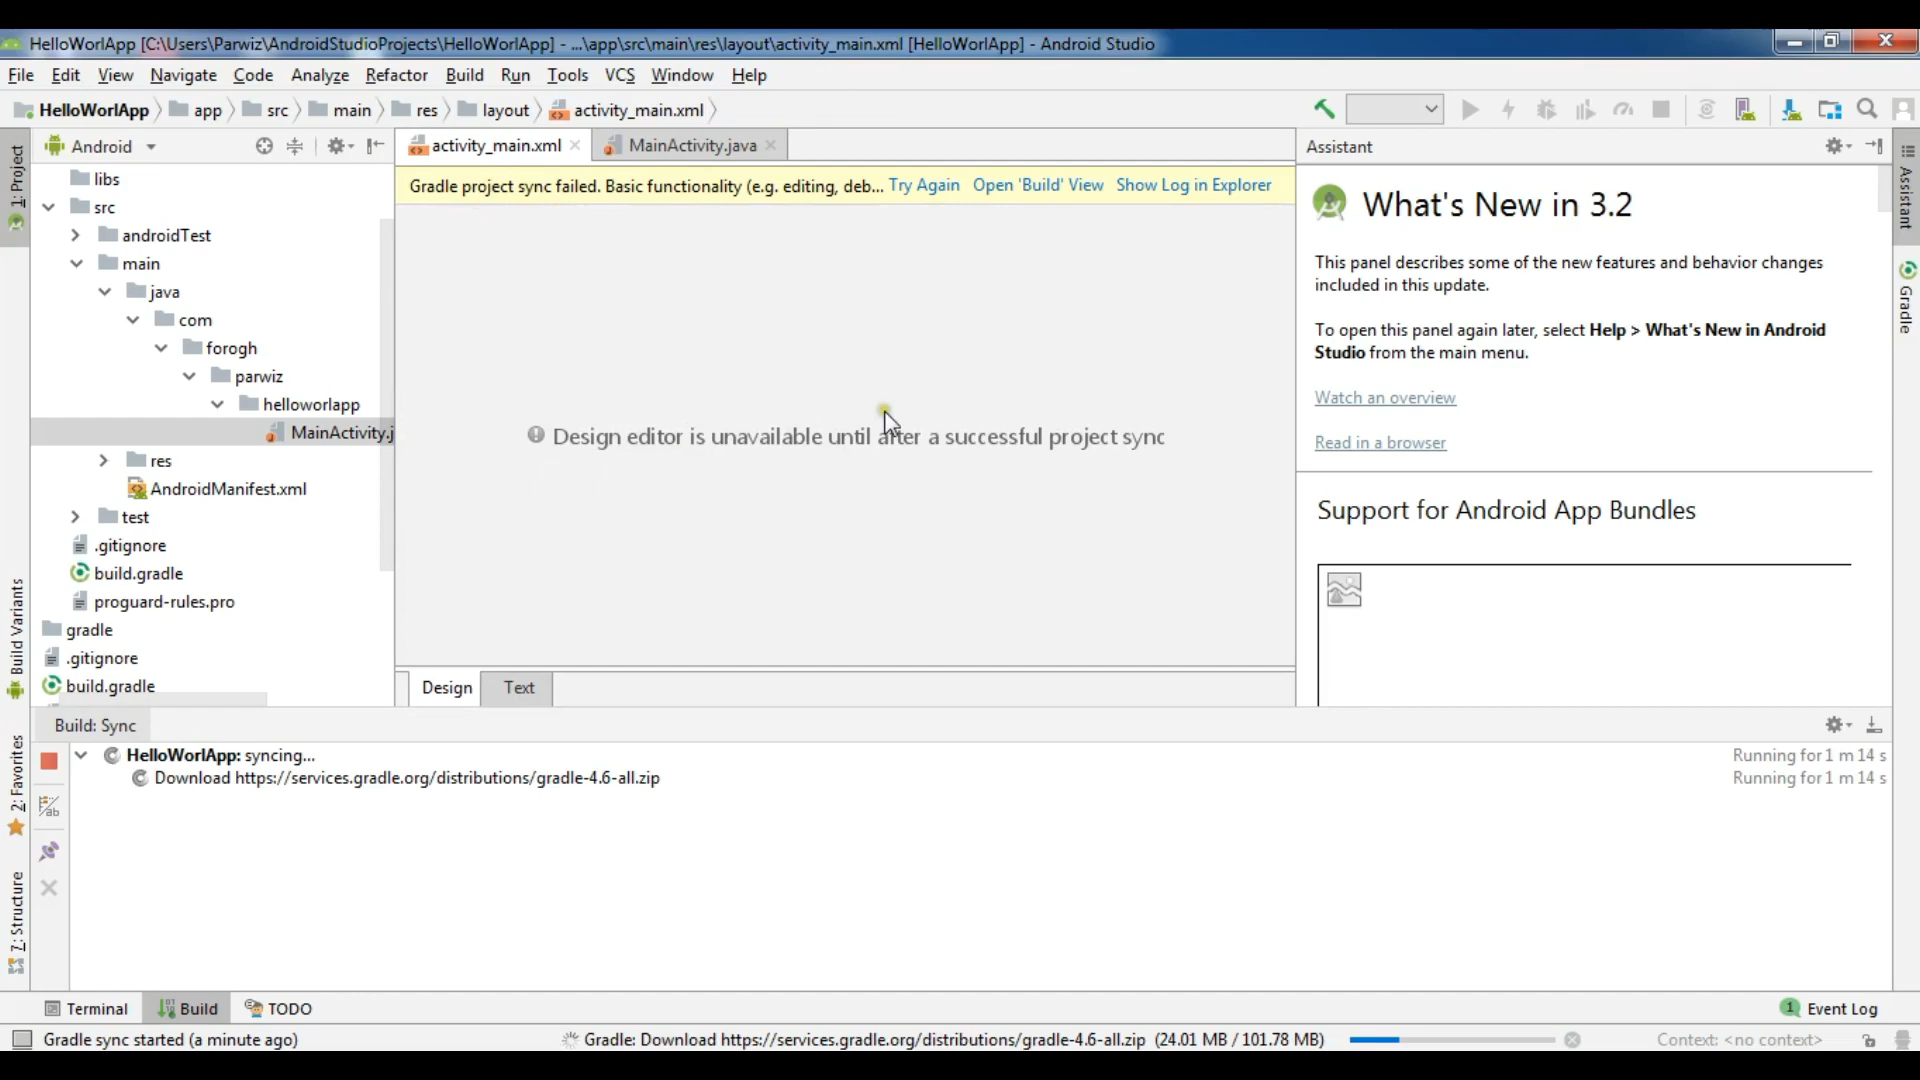 HelloWorlApp [C:\Users\Parwiz\AndroidStudioProjects\HelloWorlApp] - ...\app\src\main\res\layout\activity_main.xml [HelloWorlApp] - Android Studio
File Edit View Navigate Code Analyze Refactor Build Run Tools VCS Window Help
HelloWorlApp app src main res layout activity_main.xml
1: Project
Build Variants
2: Favorites
7: Structure
Android
libs
src
androidTest
main
java
com
forogh
parwiz
helloworlapp
MainActivity.j
res
AndroidManifest.xml
test
.gitignore
build.gradle
proguard-rules.pro
gradle
.gitignore
build.gradle
activity_main.xml MainActivity.java
Gradle project sync failed. Basic functionality (e.g. editing, deb... Try Again Open 'Build' View Show Log in Explorer
Design editor is unavailable until after a successful project sync
Design Text
Assistant
What's New in 3.2
This panel describes some of the new features and behavior changes
included in this update.
To open this panel again later, select Help > What's New in Android
Studio from the main menu.
Watch an overview
Read in a browser
Support for Android App Bundles
Assistant
Gradle
Build: Sync
HelloWorlApp: syncing... Running for 1 m 14 s
Download https://services.gradle.org/distributions/gradle-4.6-all.zip Running for 1 m 14 s
Terminal Build TODO 1 Event Log
Gradle sync started (a minute ago) Gradle: Download https://services.gradle.org/distributions/gradle-4.6-all.zip (24.01 MB / 101.78 MB) Context: <no context>